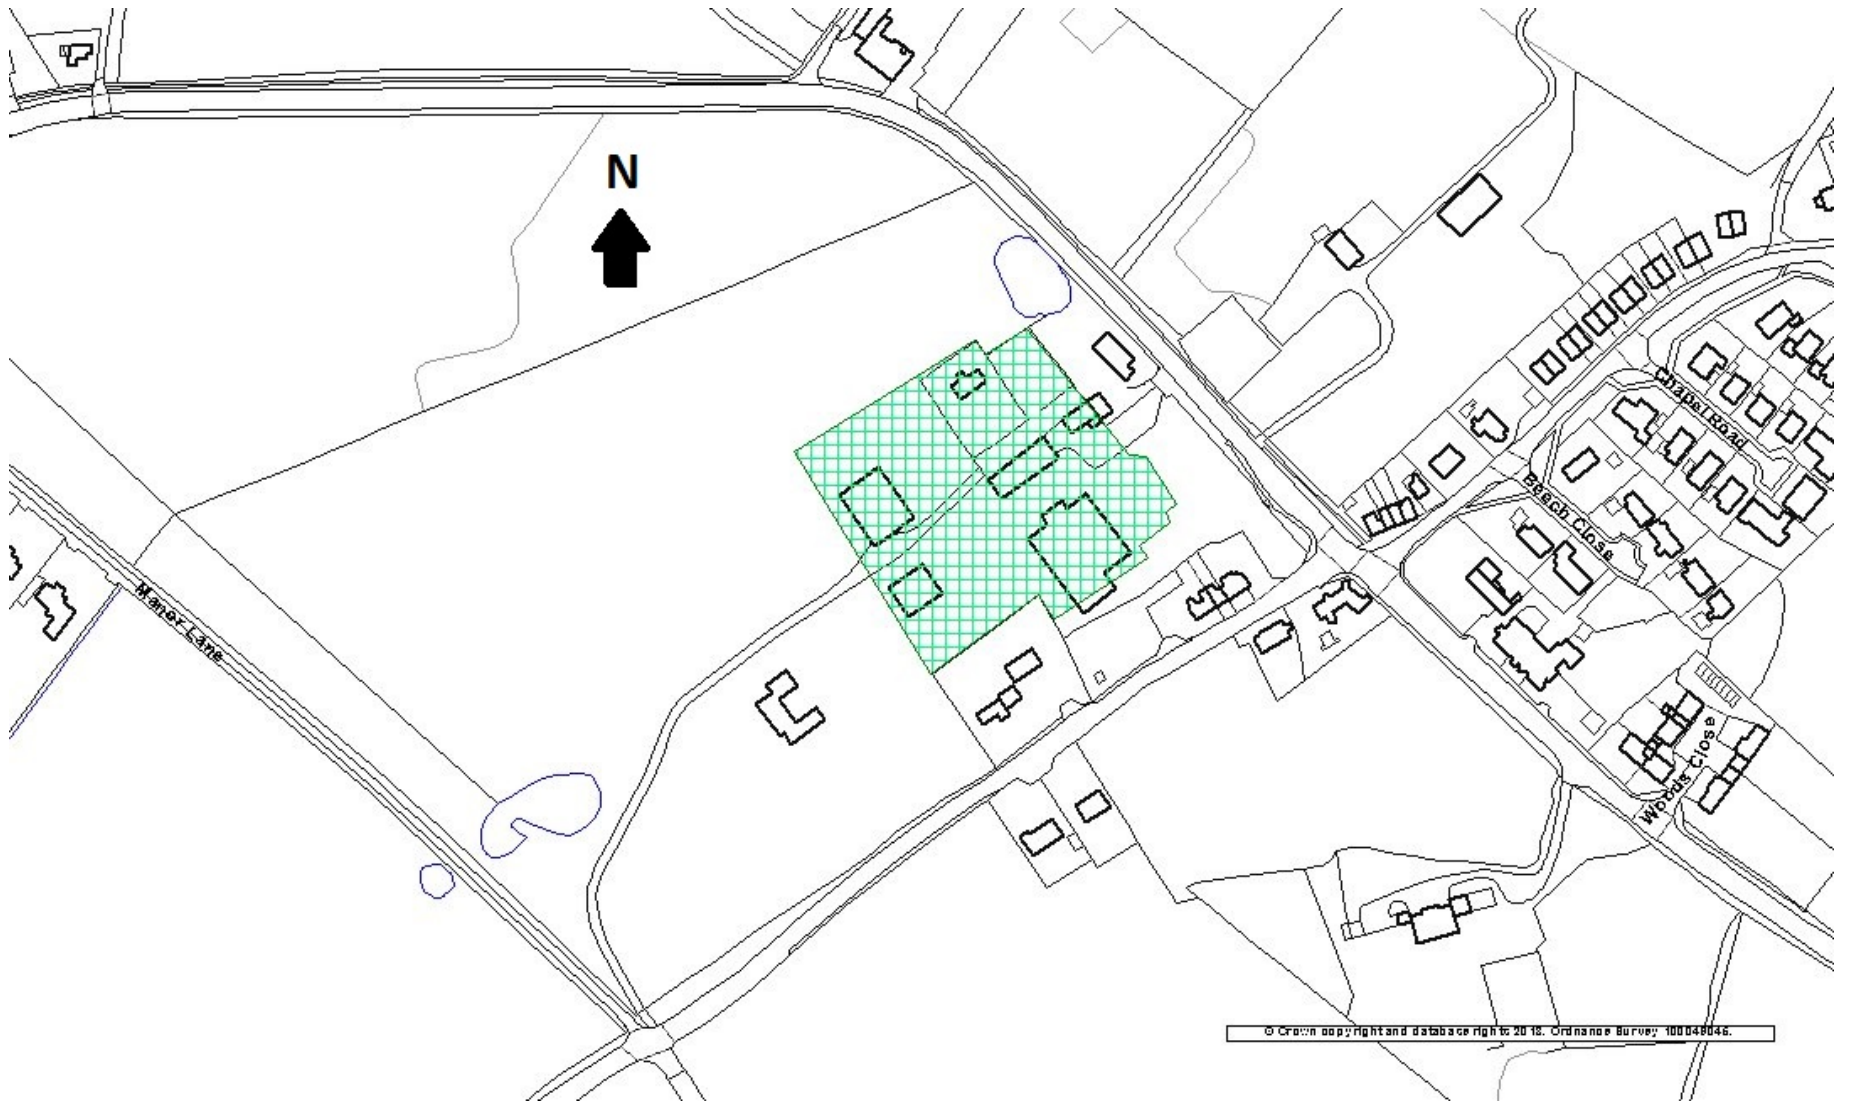 N
Chapel Road
Beech Close
Manor Lane
Woods Close
© Crown copyright and database rights 2018. Ordnance Survey 100049046.